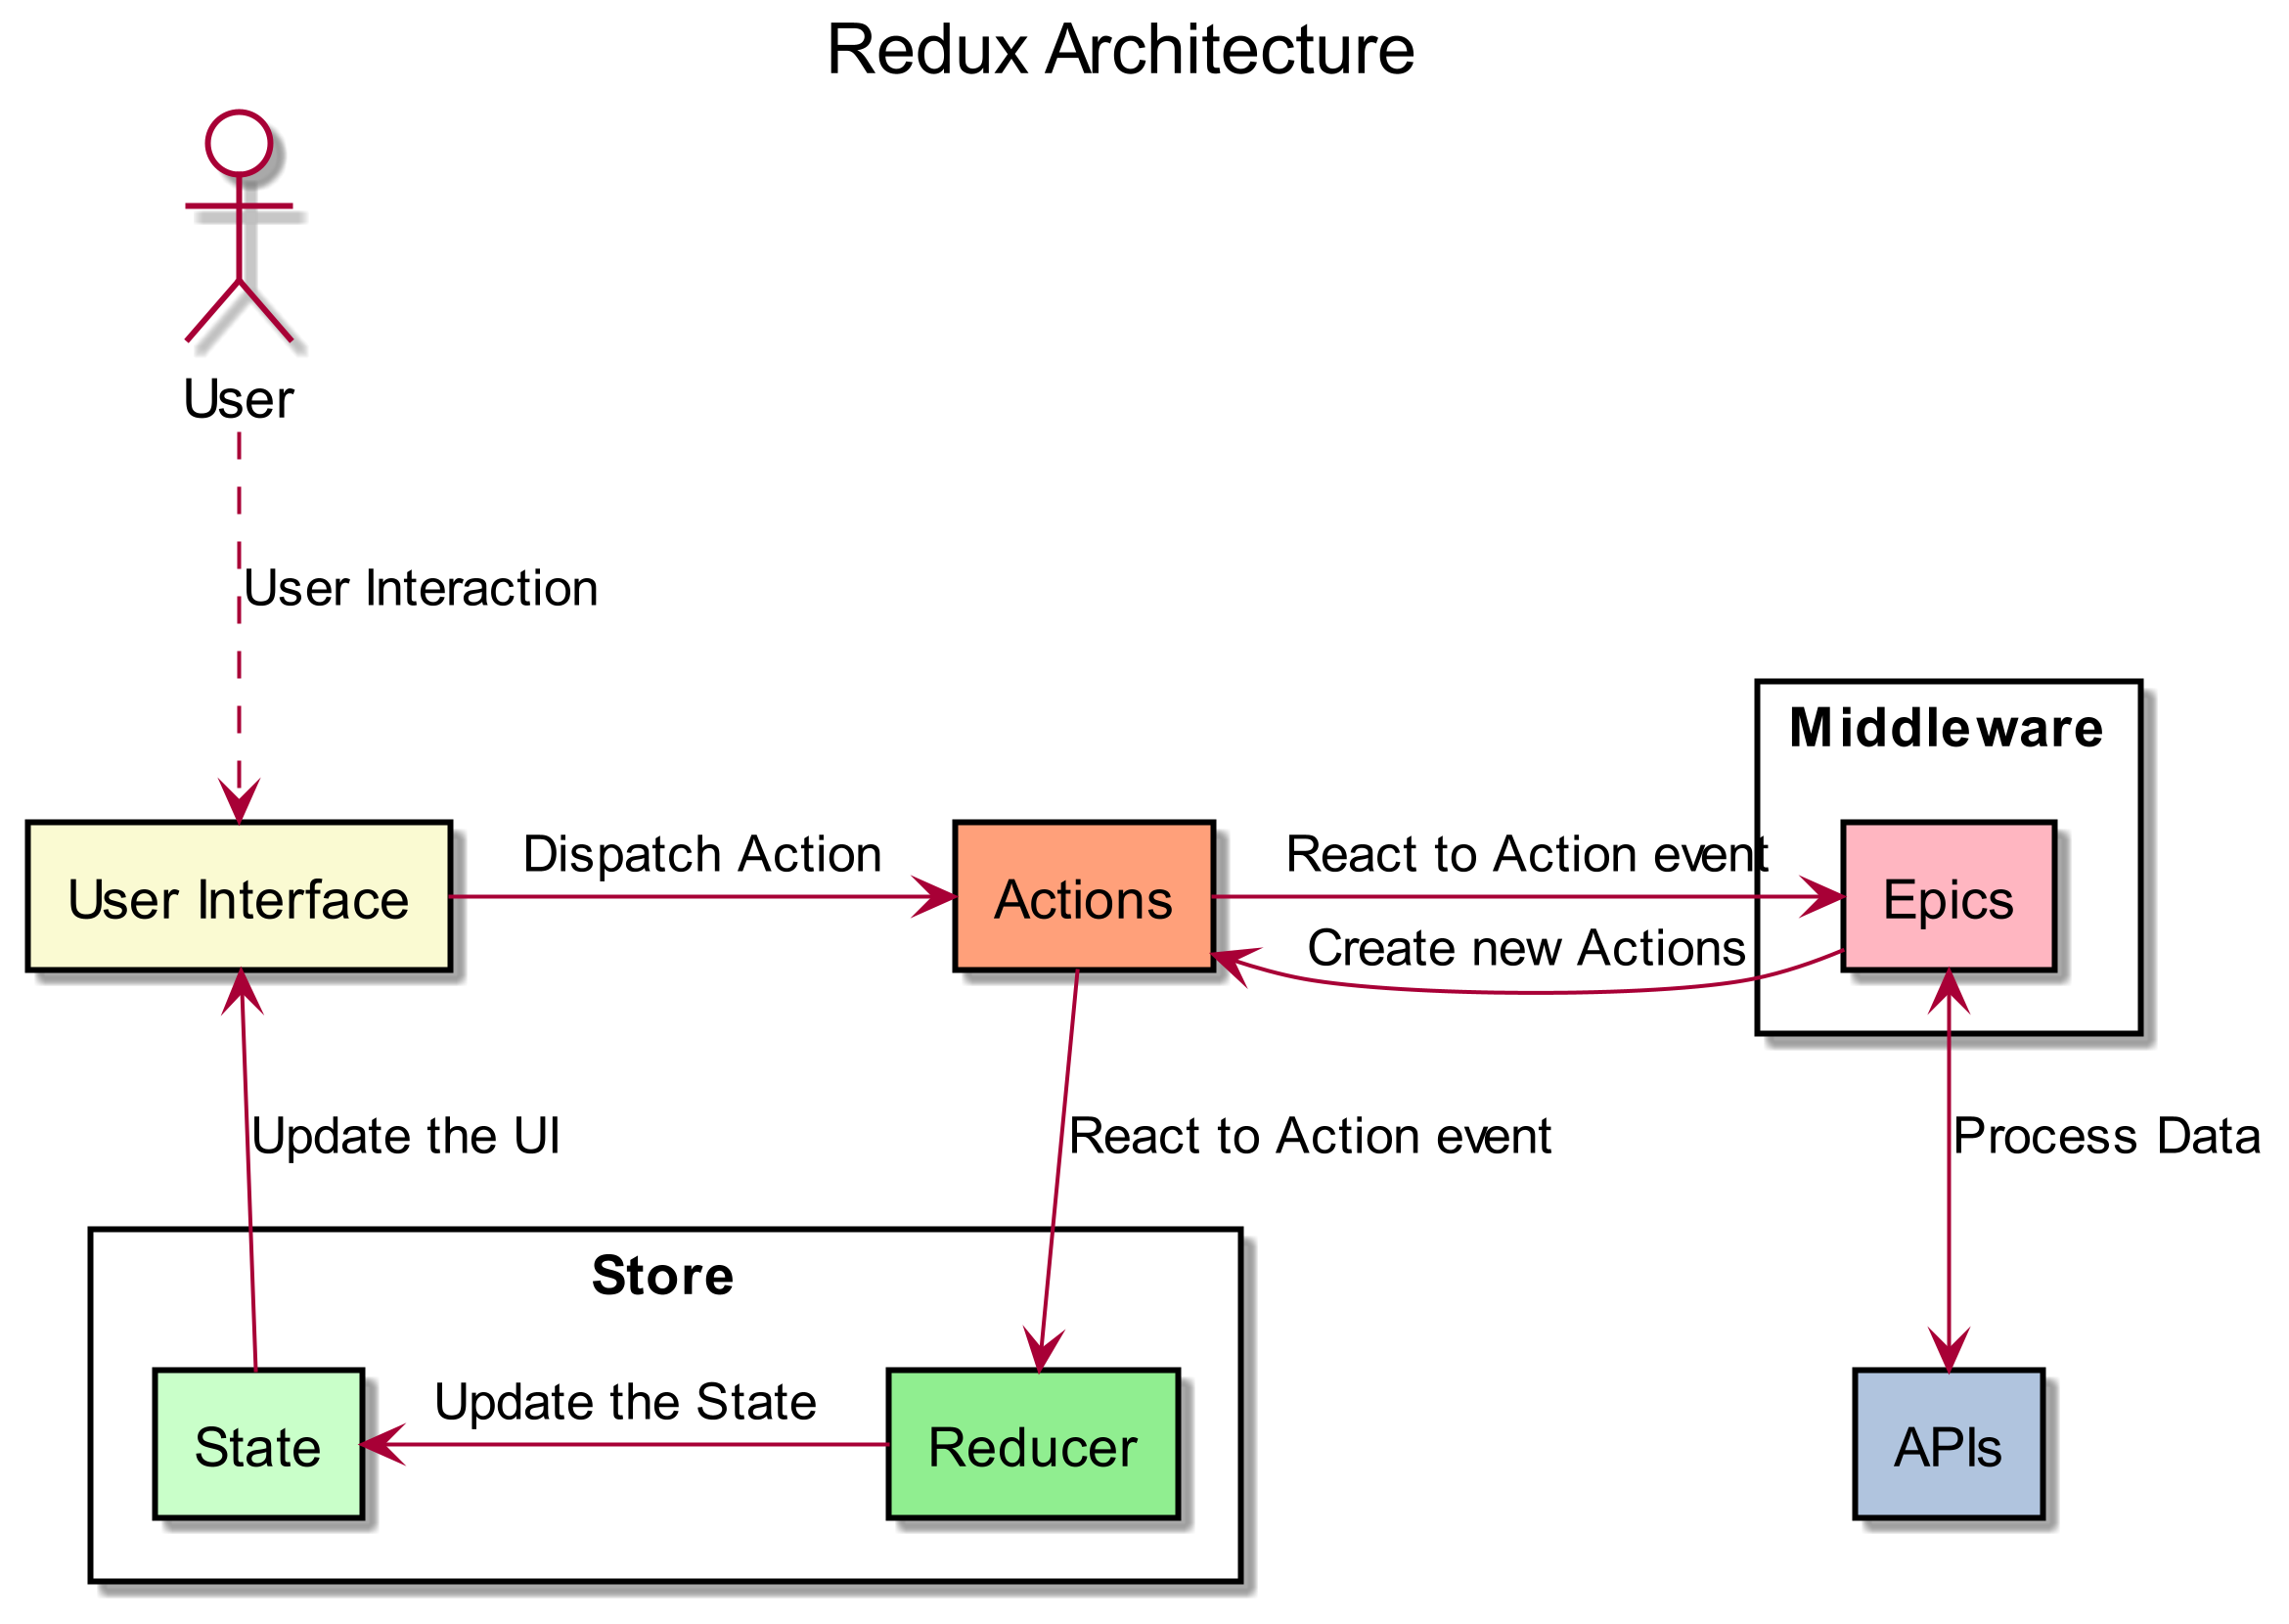 Redux Architecture
User
User Interaction
Middleware
User Interface
Dispatch Action
Actions
React to Action event
Epics
Create new Actions
Update the UI
React to Action event
Process Data
Store
State
Update the State
Reducer
APIs